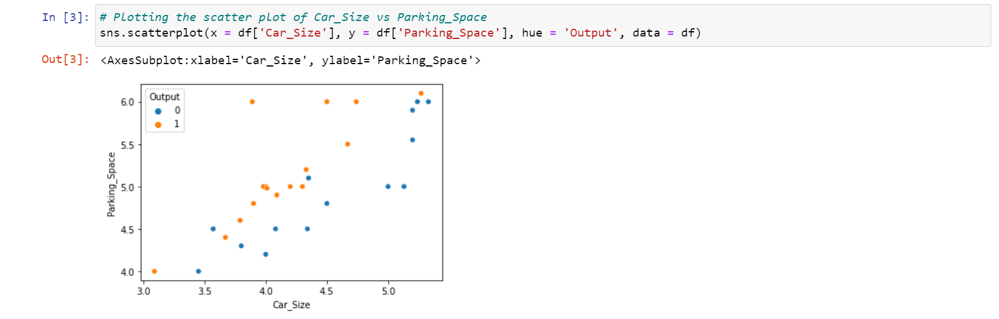 In [3]: # Plotting the scatter plot of Car_Size vs Parking_Space
sns.scatterplot(x = df['Car_Size'], y = df['Parking_Space'], hue = 'Output', data = df)
Out[3]: <AxesSubplot:xlabel='Car_Size', ylabel='Parking_Space'>
Output
0
1
6.0
5.5
5.0
4.5
4.0
Parking_Space
3.0 3.5 4.0 4.5 5.0
Car_Size